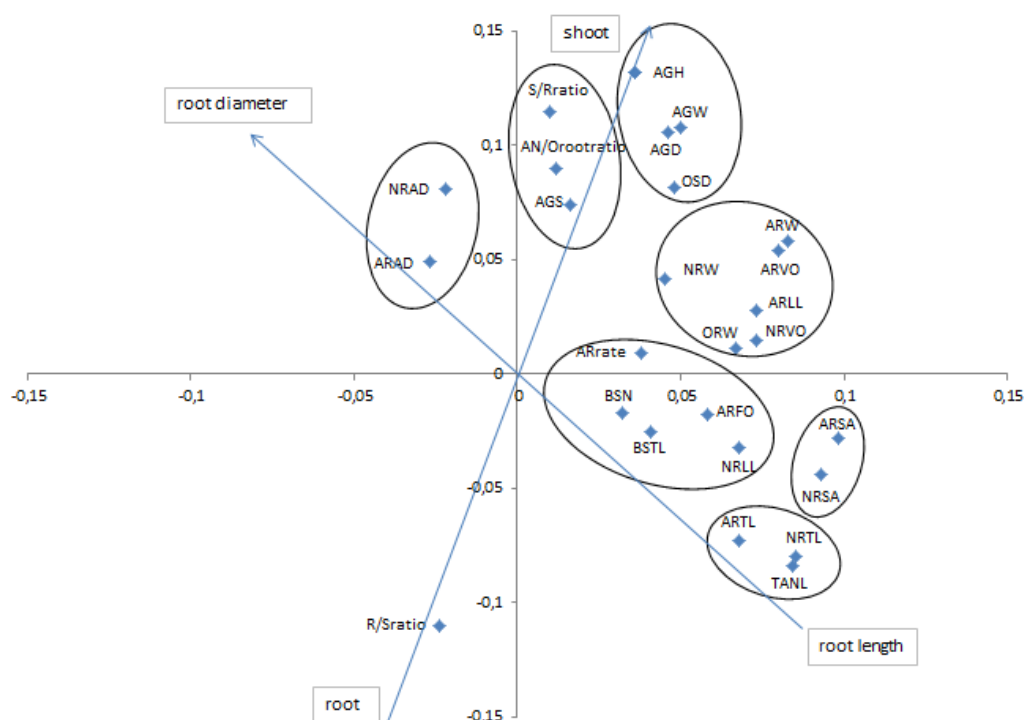 0,15
shoot
AGH
root diameter
S/Rratio
AGW
0,1
AN/Orootratio
AGD
NRAD
OSD
AGS
ARW
ARAD
0,05
NRW
ARVO
ARLL
ORW
NRVO
ARrate
0
-0,15
-0,1
-0,05
0
BSN
0,05
0,1
0,15
ARFO
ARSA
BSTL
NRLL
-0,05
NRSA
ARTL
NRTL
TANL
-0,1
R/Sratio
root length
root
-0,15